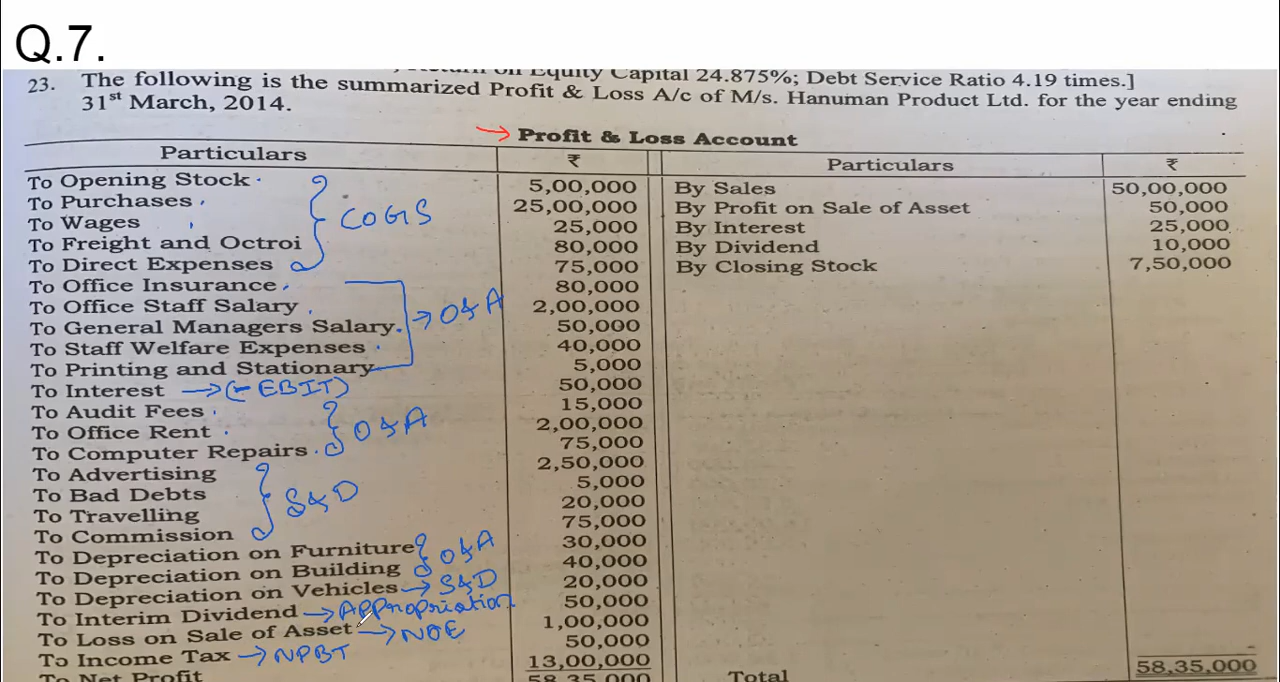 Q.7.
Equity Capital 24.875%; Debt Service Ratio 4.19 times.]
23. The following is the summarized Profit & Loss A/c of M/s. Hanuman Product Ltd. for the year ending
31st March, 2014.
Profit & Loss Account
Particulars ₹ Particulars ₹
To Opening Stock 5,00,000 By Sales 50,00,000
To Purchases 25,00,000 By Profit on Sale of Asset 50,000
To Wages COGS 25,000 By Interest 25,000
To Freight and Octroi 80,000 By Dividend 10,000
To Direct Expenses 75,000 By Closing Stock 7,50,000
To Office Insurance 80,000
To Office Staff Salary → O&A 2,00,000
To General Managers Salary 50,000
To Staff Welfare Expenses 40,000
To Printing and Stationary 5,000
To Interest → (- EBIT) 50,000
To Audit Fees 15,000
To Office Rent O&A 2,00,000
To Computer Repairs 75,000
To Advertising 2,50,000
To Bad Debts S&D 5,000
To Travelling 20,000
To Commission 75,000
To Depreciation on Furniture O&A 30,000
To Depreciation on Building 40,000
To Depreciation on Vehicles → S&D 20,000
To Interim Dividend → Appropriation 50,000
To Loss on Sale of Asset → NOE 1,00,000
To Income Tax → NPBT 50,000
To Net Profit 13,00,000 -
58,35,000 Total 58,35,000